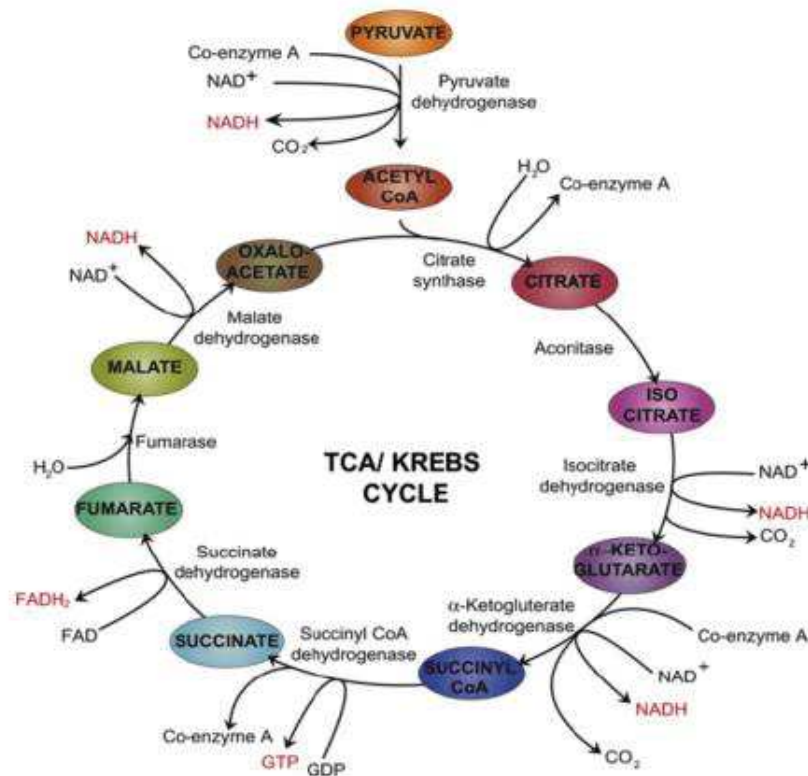 PYRUVATE
Co-enzyme A
NAD+
Pyruvate
dehydrogenase
NADH
CO₂
ACETYL
CoA
H₂O
Co-enzyme A
NADH
NAD+
OXALO-
ACETATE
Citrate
synthase
CITRATE
Malate
dehydrogenase
Aconitase
MALATE
ISO
CITRATE
Fumarase
H₂O
TCA/ KREBS
CYCLE
Isocitrate
dehydrogenase
NAD+
NADH
CO₂
FUMARATE
α-KETO-
GLUTARATE
Succinate
dehydrogenase
FADH₂
FAD
SUCCINATE
Succinyl CoA
dehydrogenase
α-Ketogluterate
dehydrogenase
Co-enzyme A
SUCCINYL
CoA
NAD+
NADH
CO₂
Co-enzyme A
GTP
GDP